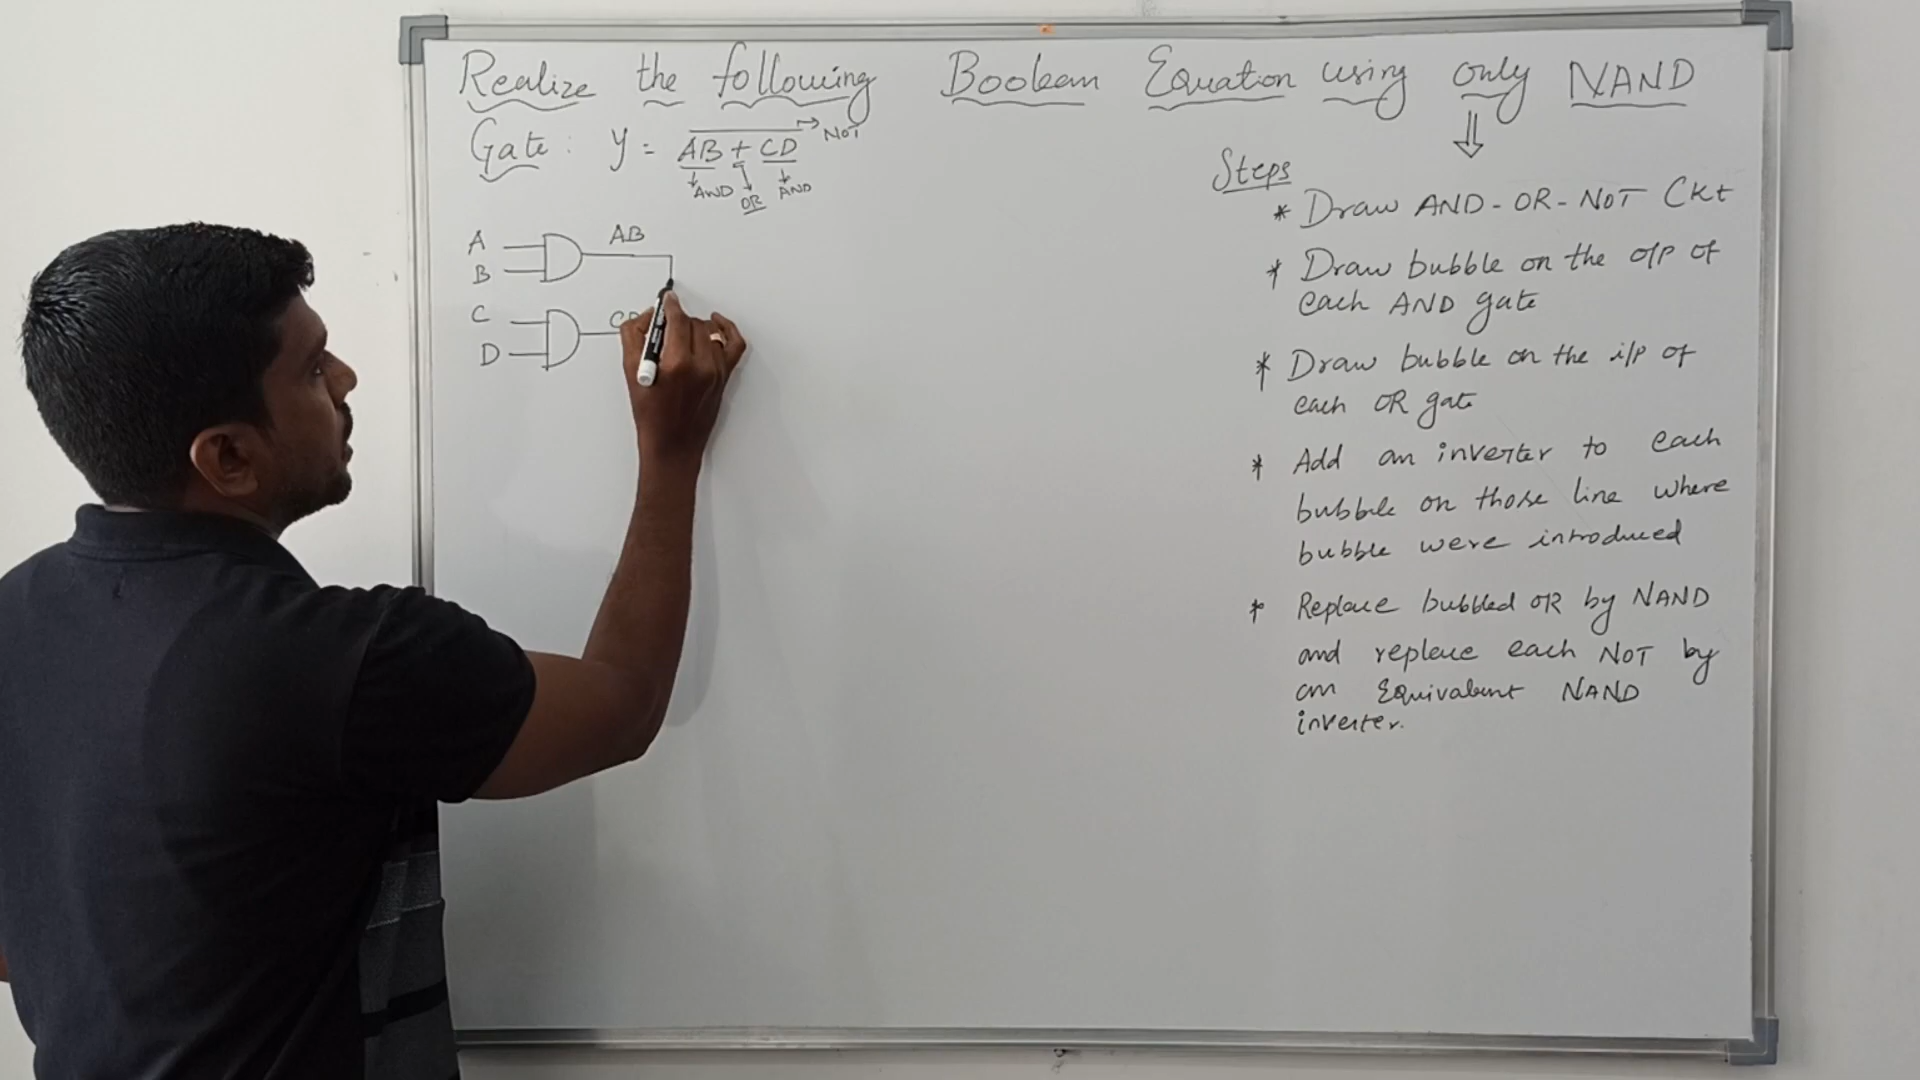 Realize the following Boolean Equation using only NAND
Gate : Y = \overline{AB + CD} → NOT
↓ AND ↓ OR ↓ AND
⇓
Steps
* Draw AND-OR-NOT Ckt
* Draw bubble on the o/p of
each AND gate
* Draw bubble on the i/p of
each OR gate
* Add an inverter to each
bubble on those line where
bubble were introduced
* Replace bubbled OR by NAND
and replace each NOT by
an Equivalent NAND
inverter.
A
B
AB
C
D